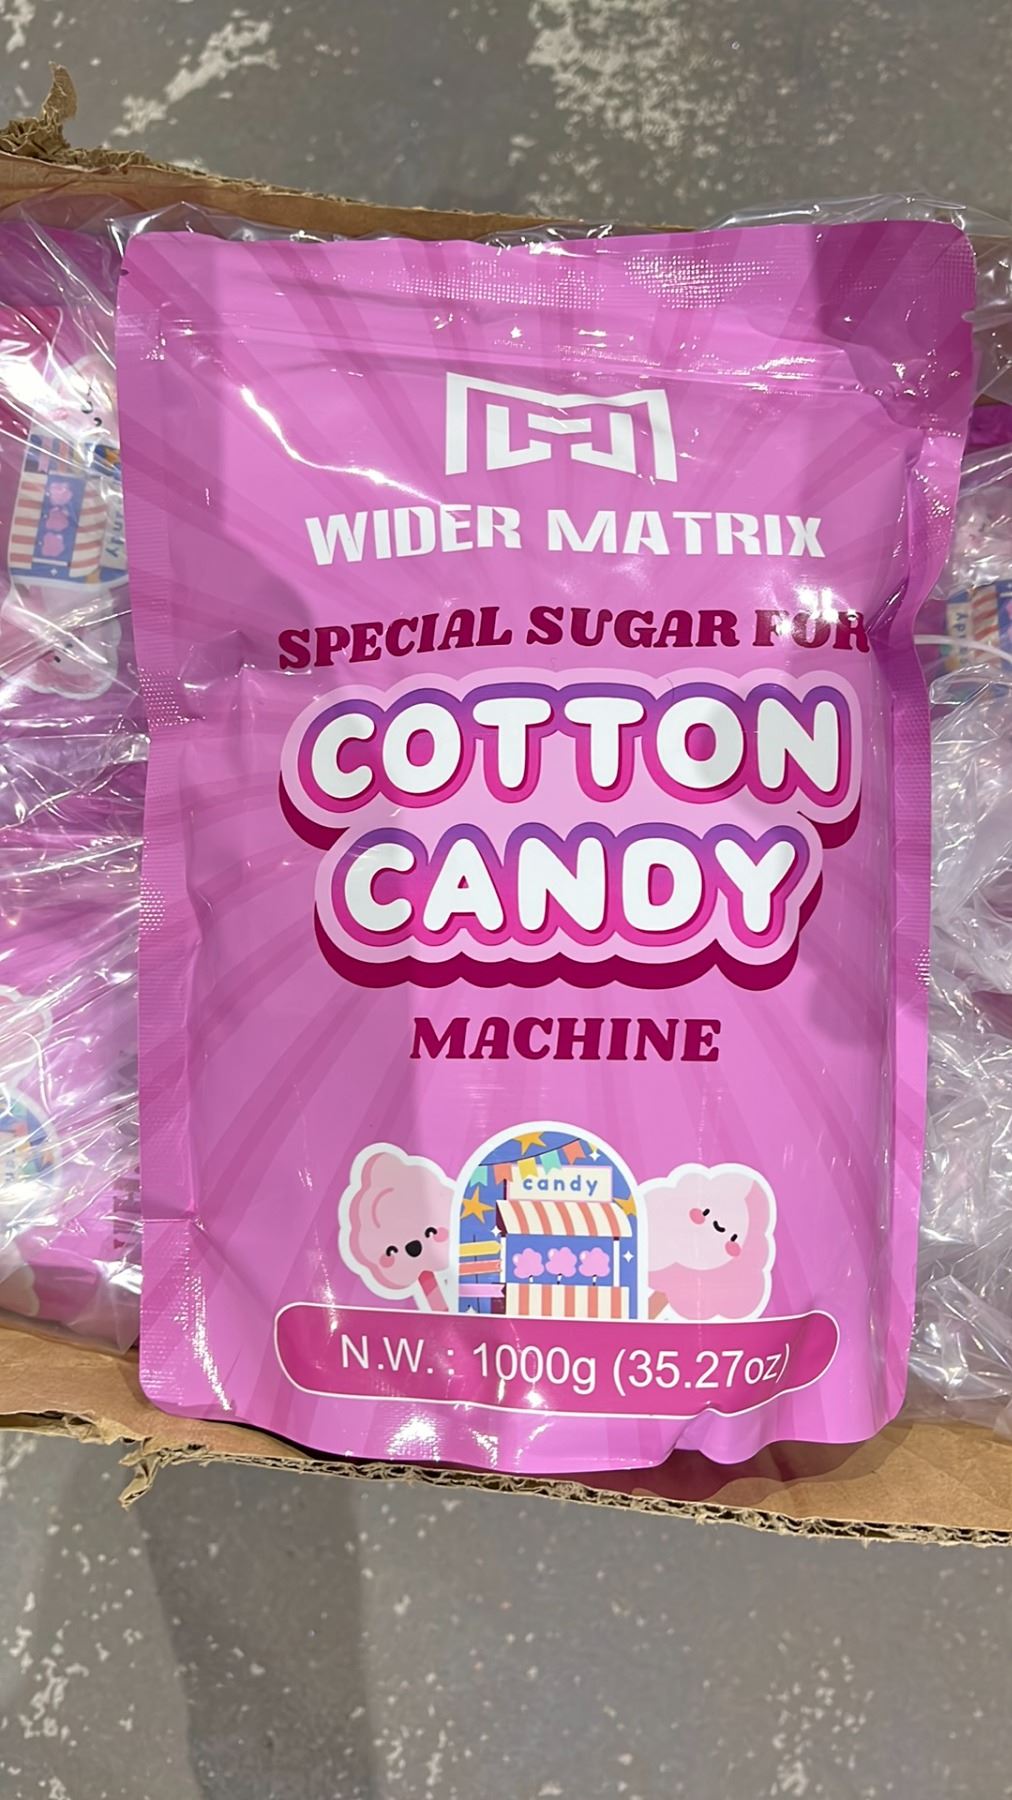 WIDER MATRIX
SPECIAL SUGAR FOR
COTTON
CANDY
MACHINE
candy
N.W. : 1000g (35.27oz)